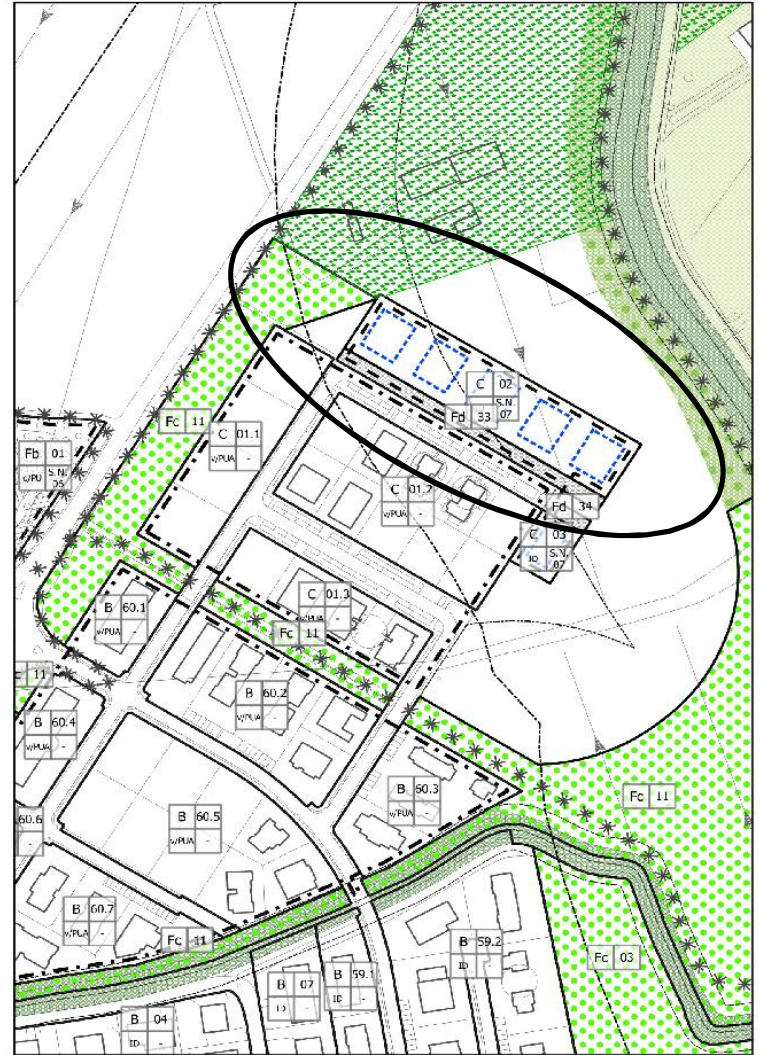 C 02
S.N.
07
Fd 33
Fc 11
C 01.1
v/PUA -
Fb 01
v/PU S.N.
06
C 01.2
v/PUA -
Fd 34
C 03
ID S.N.
07
C 01.3
v/PUA -
B 60.1
v/PUA -
Fc 11
11
B 60.2
v/PUA -
B 60.4
v/PUA -
B 60.3
v/PUA -
Fc 11
B 60.5
v/PUA -
60.6
B 60.7
v/PUA -
Fc 11
B 59.2
ID -
Fc 03
B 07
ID -
B 59.1
ID -
B 04
ID -